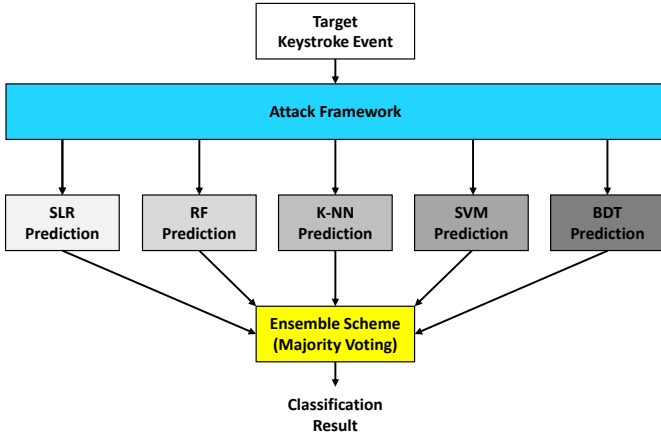 Target
Keystroke Event
Attack Framework
SLR
Prediction
RF
Prediction
K-NN
Prediction
SVM
Prediction
BDT
Prediction
Ensemble Scheme
(Majority Voting)
Classification
Result